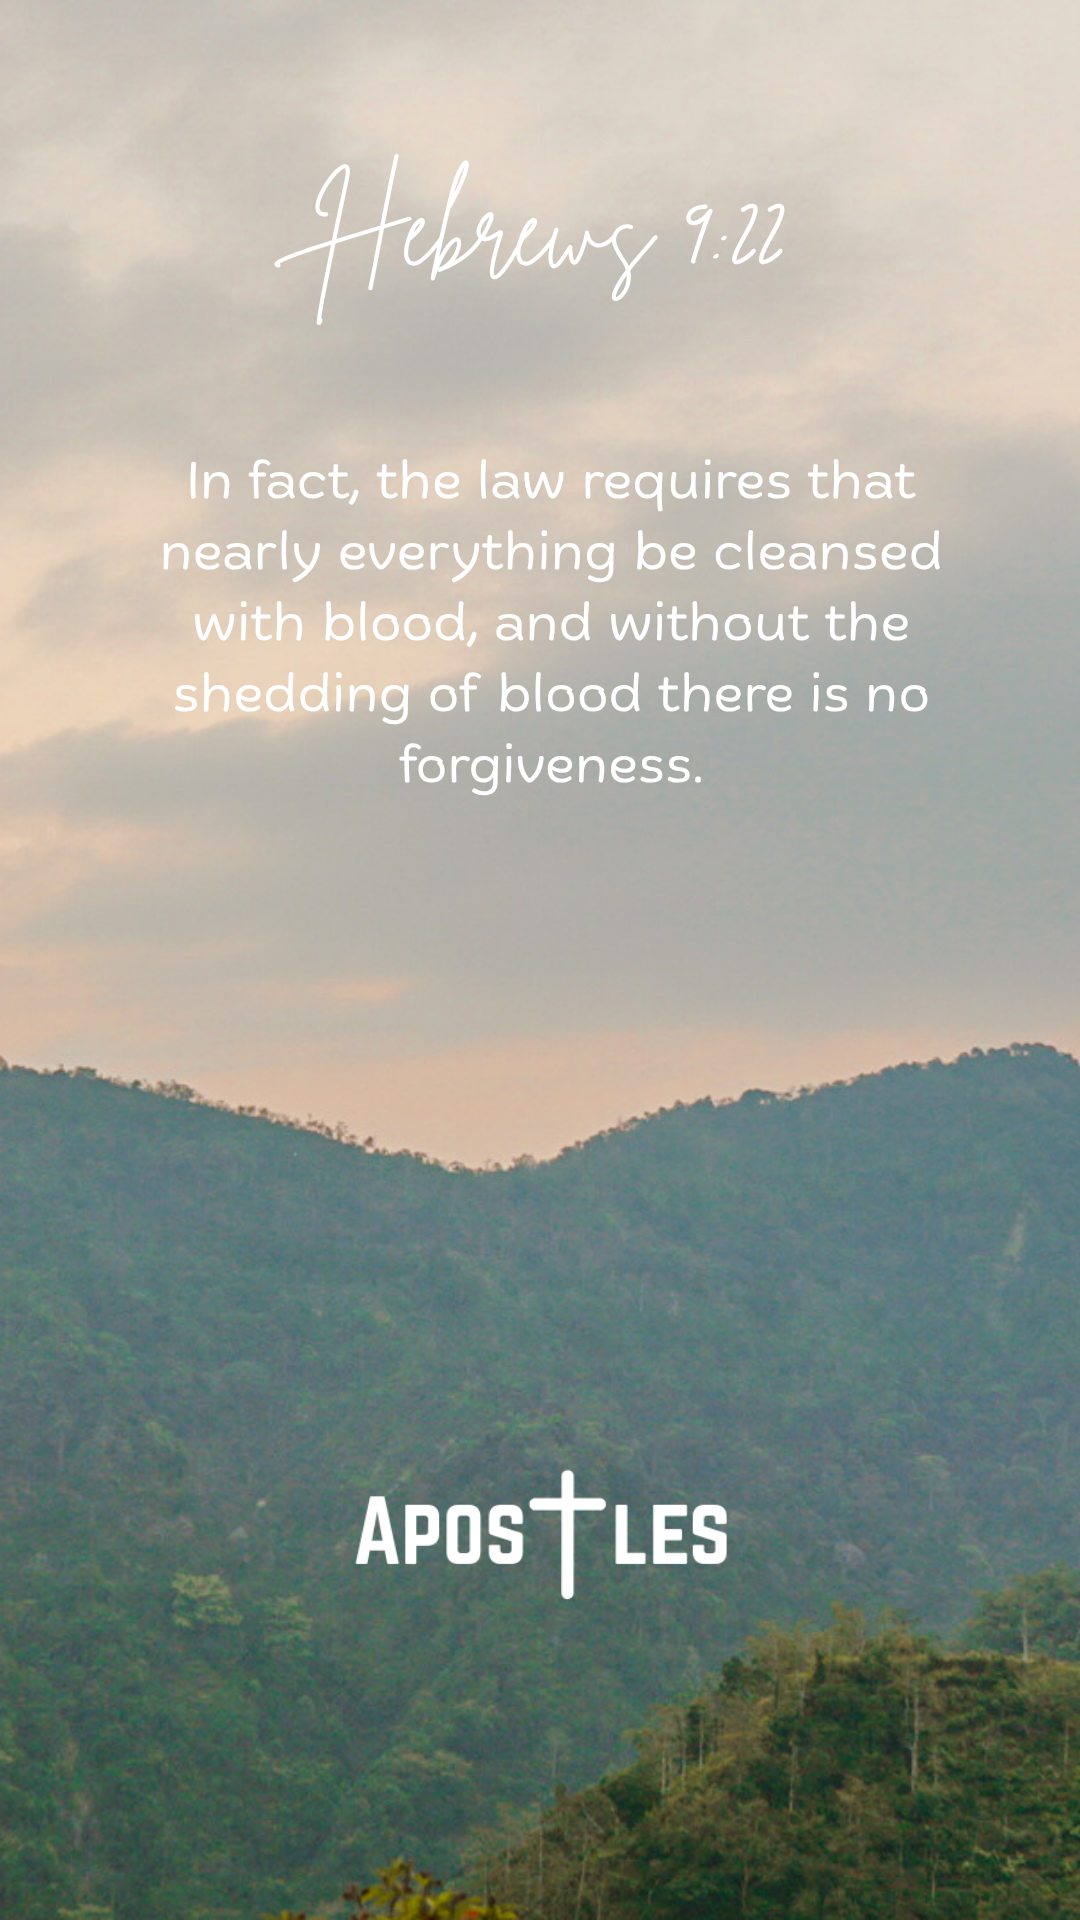 Hebrews 9:22
In fact, the law requires that
nearly everything be cleansed
with blood, and without the
shedding of blood there is no
forgiveness.
APOSTLES